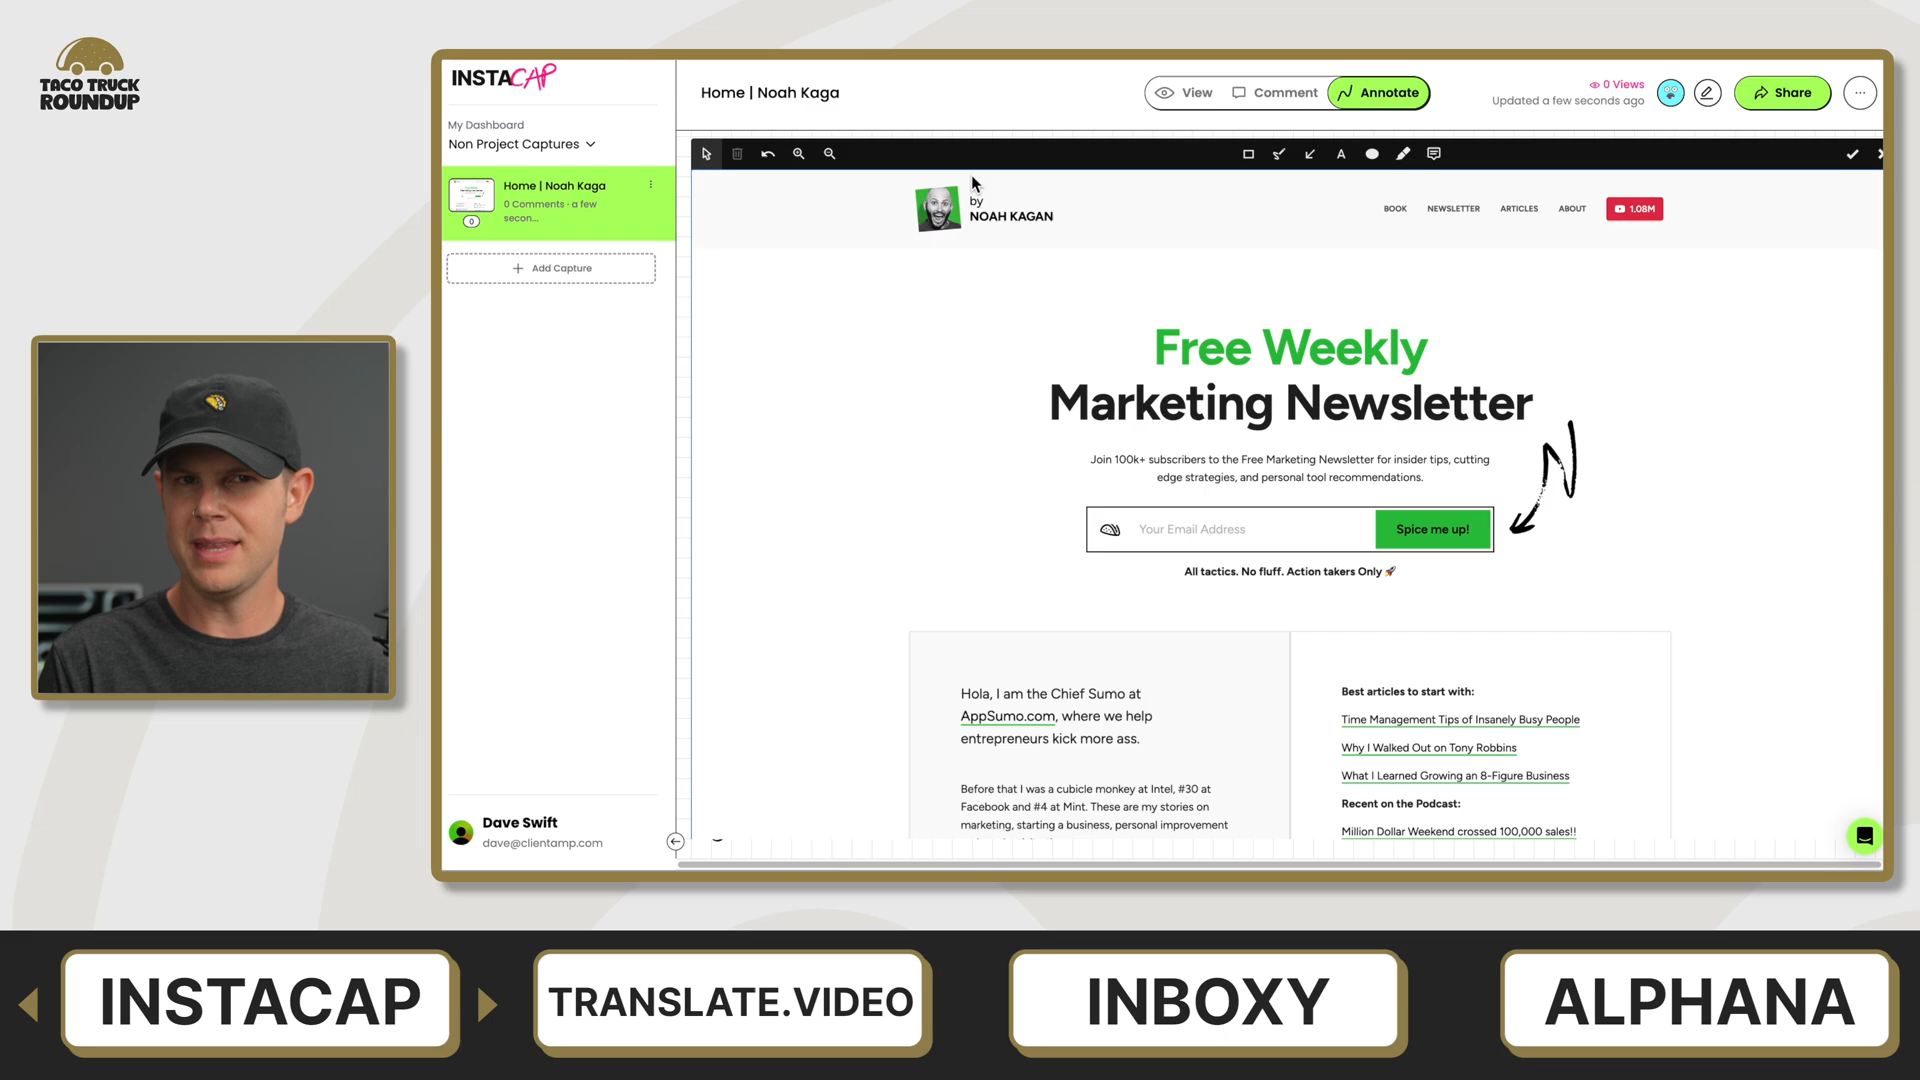 TACO TRUCK
ROUNDUP
INSTACAP
My Dashboard
Non Project Captures
Home | Noah Kaga
0 Comments · a few
secon...
0
Add Capture
Dave Swift
dave@clientamp.com
Home | Noah Kaga
View
Comment
Annotate
0 Views
Updated a few seconds ago
Share
A
by
NOAH KAGAN
BOOK
NEWSLETTER
ARTICLES
ABOUT
1.08M
Free Weekly
Marketing Newsletter
Join 100k+ subscribers to the Free Marketing Newsletter for insider tips, cutting
edge strategies, and personal tool recommendations.
Your Email Address
Spice me up!
All tactics. No fluff. Action takers Only 🚀
Hola, I am the Chief Sumo at
AppSumo.com, where we help
entrepreneurs kick more ass.
Before that I was a cubicle monkey at Intel, #30 at
Facebook and #4 at Mint. These are my stories on
marketing, starting a business, personal improvement
Best articles to start with:
Time Management Tips of Insanely Busy People
Why I Walked Out on Tony Robbins
What I Learned Growing an 8-Figure Business
Recent on the Podcast:
Million Dollar Weekend crossed 100,000 sales!!
INSTACAP
TRANSLATE.VIDEO
INBOXY
ALPHANA